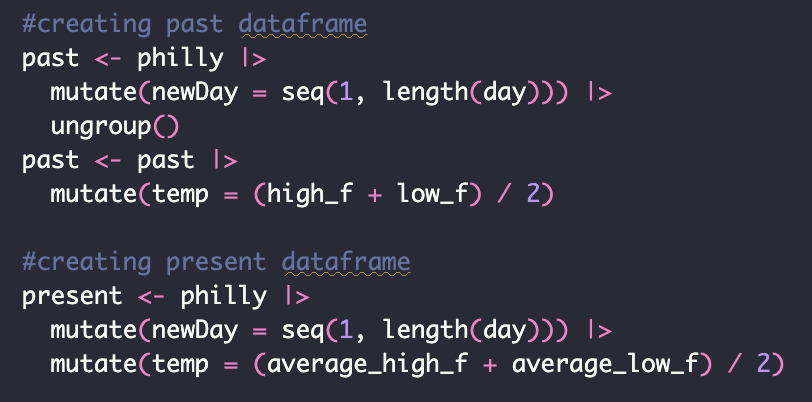 #creating past dataframe
past <- philly |>
  mutate(newDay = seq(1, length(day))) |>
  ungroup()
past <- past |>
  mutate(temp = (high_f + low_f) / 2)

#creating present dataframe
present <- philly |>
  mutate(newDay = seq(1, length(day))) |>
  mutate(temp = (average_high_f + average_low_f) / 2)